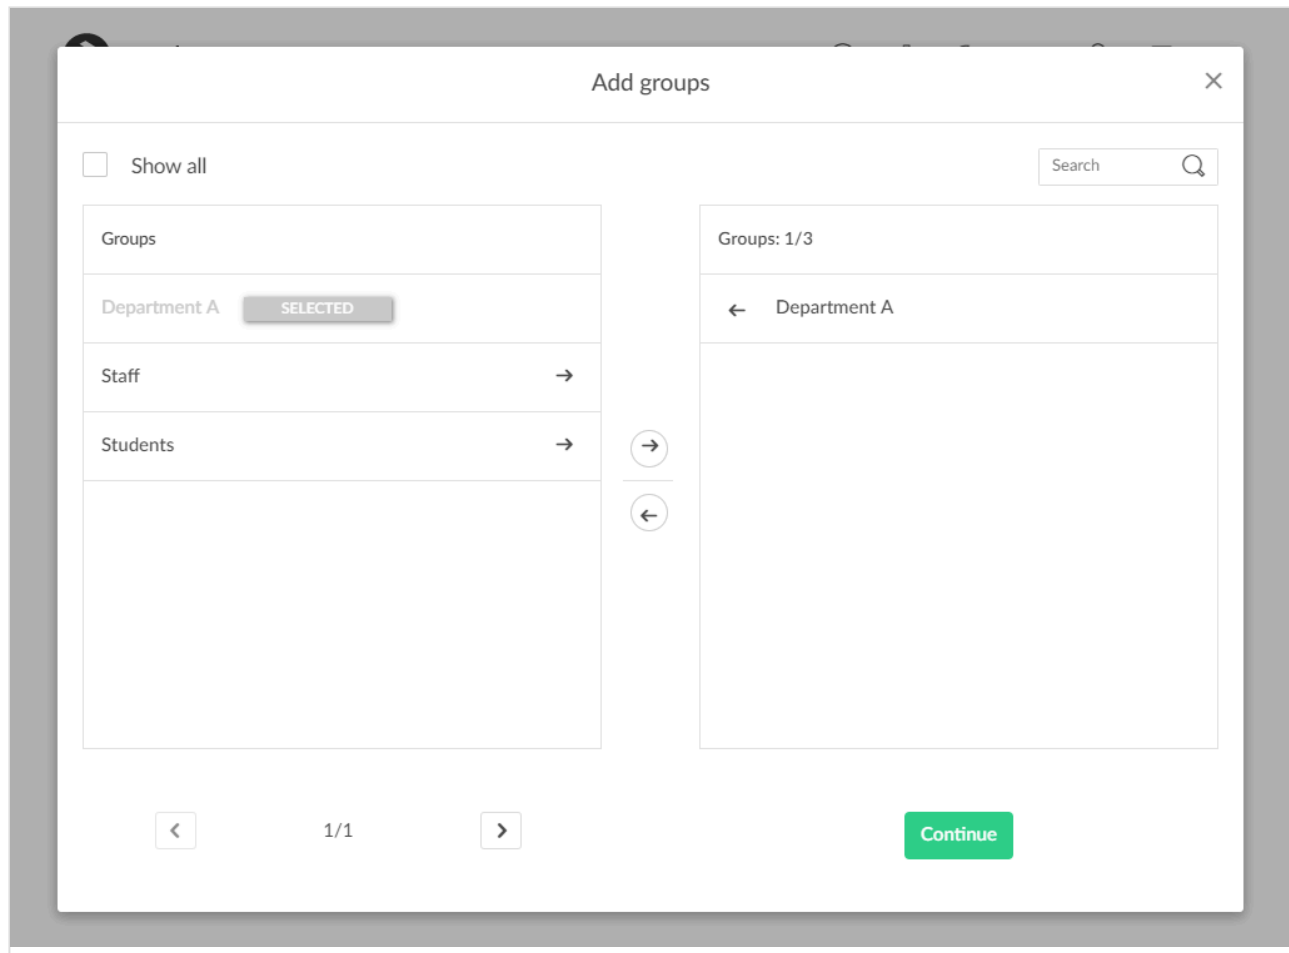 Add groups
Show all
Search
Groups
Department A SELECTED
Staff
Students
Groups: 1/3
Department A
1/1
Continue